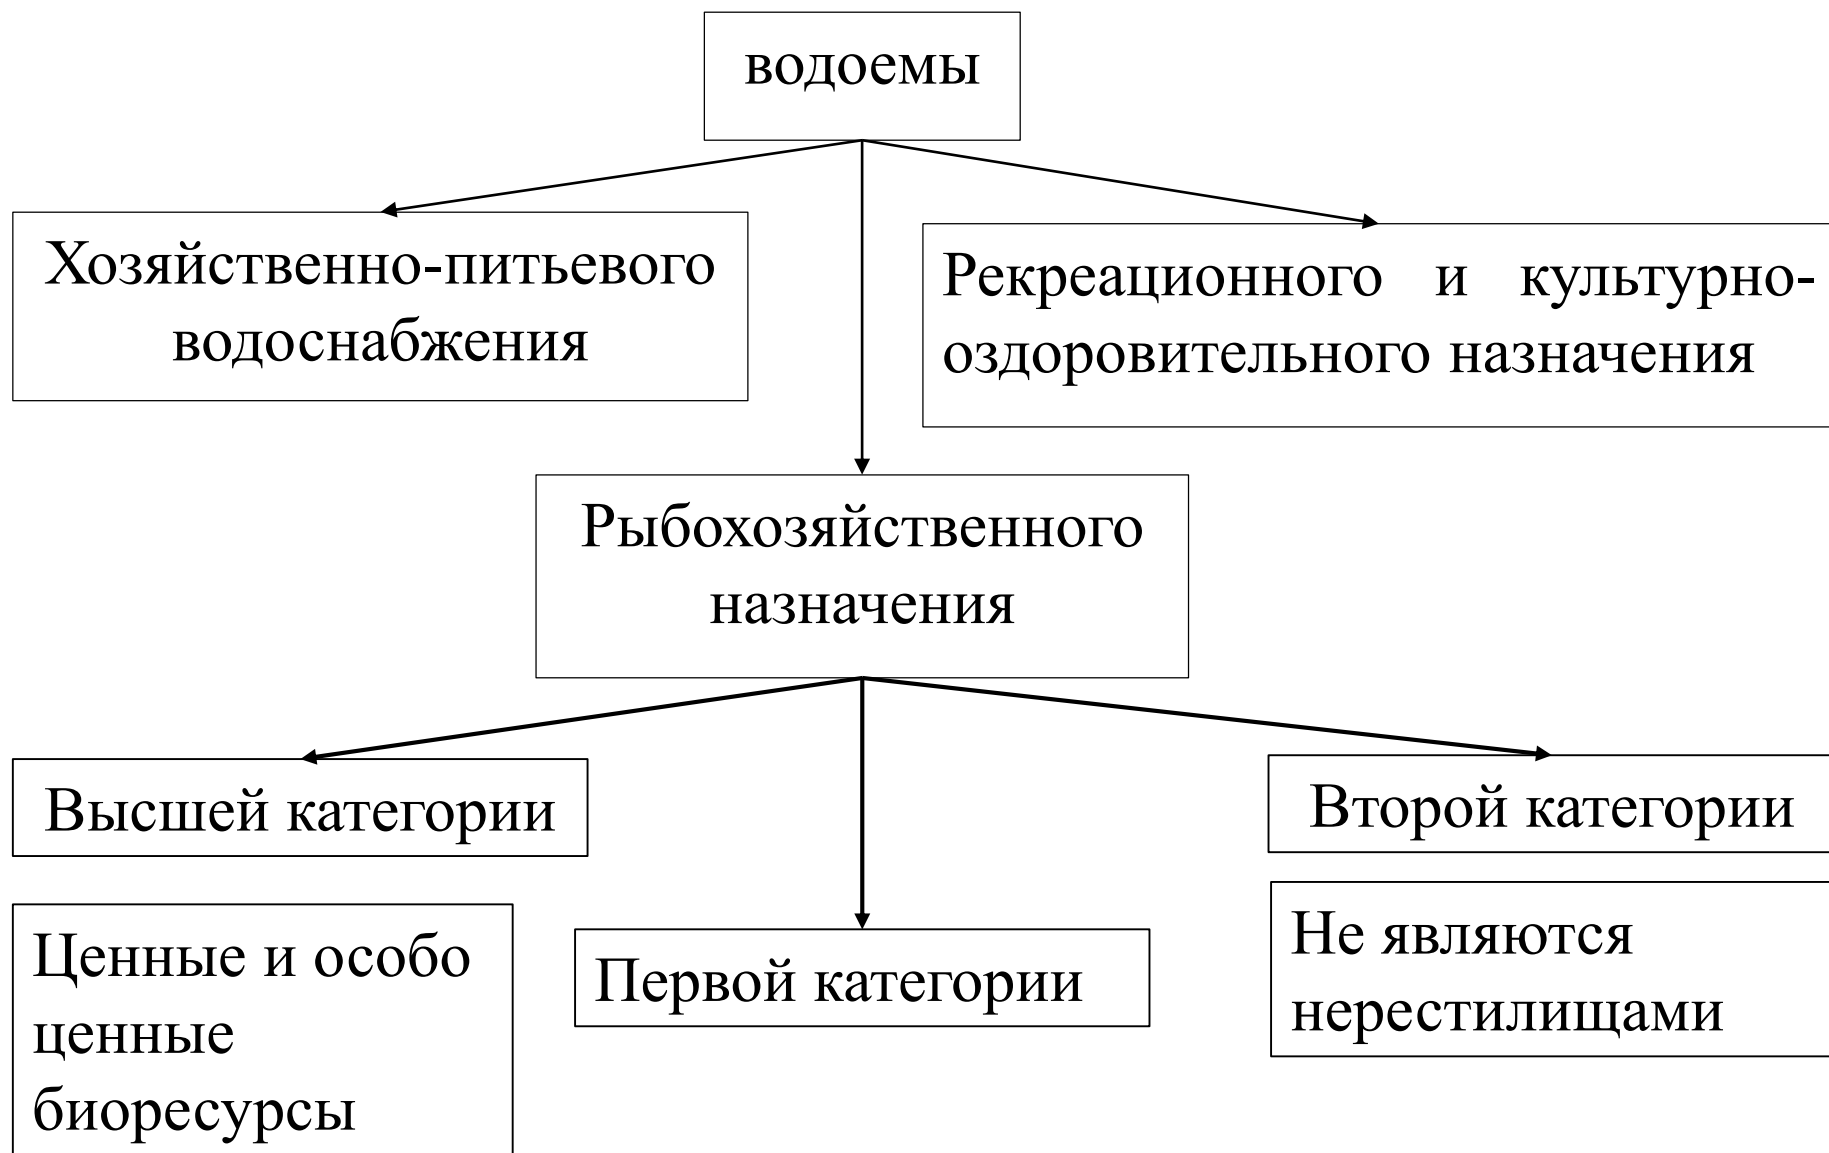 водоемы
Хозяйственно-питьевого
водоснабжения
Рекреационного и культурно-
оздоровительного назначения
Рыбохозяйственного
назначения
Высшей категории
Второй категории
Ценные и особо
ценные
биоресурсы
Первой категории
Не являются
нерестилищами